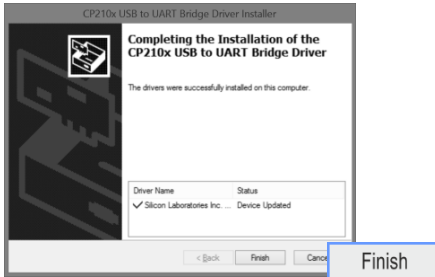 CP210x USB to UART Bridge Driver Installer
Completing the Installation of the
CP210x USB to UART Bridge Driver
The drivers were successfully installed on this computer.
Driver Name Status
Silicon Laboratories Inc. ... Device Updated
< Back Finish Cance
Finish